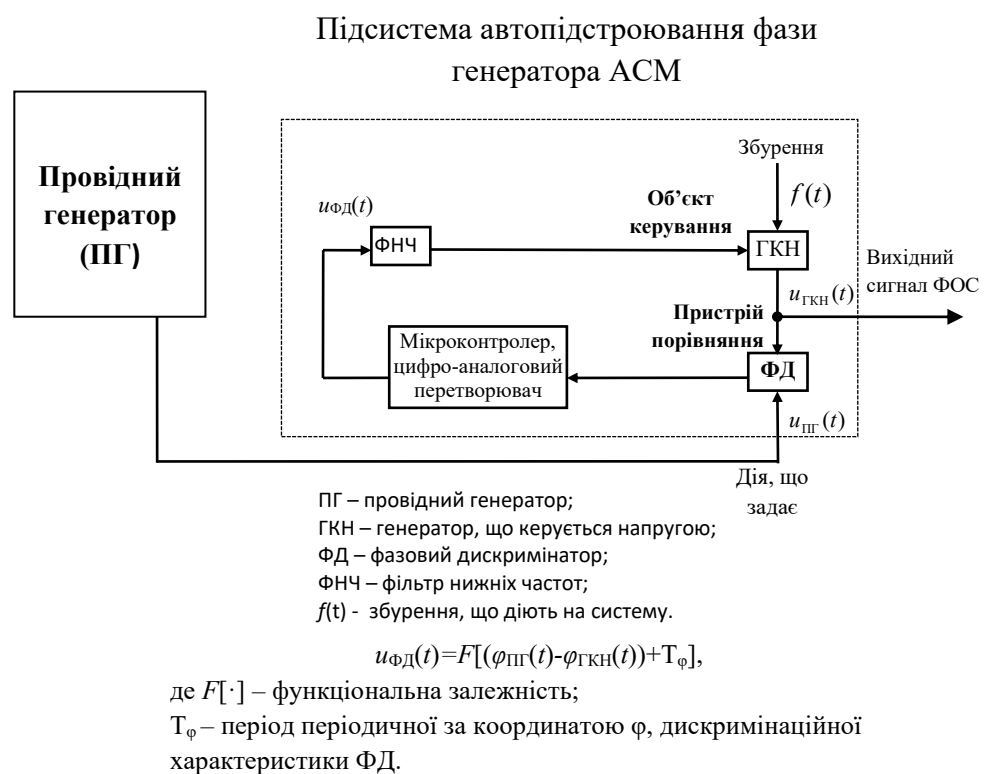 Підсистема автопідстроювання фази
генератора АСМ
Провідний
генератор
(ПГ)
Збурення
f(t)
Об’єкт
керування
uФД(t)
ФНЧ
ГКН
Вихідний
сигнал ФОС
uГКН(t)
Пристрій
порівняння
Мікроконтролер,
цифро-аналоговий
перетворювач
ФД
uПГ(t)
Дія, що
задає
ПГ – провідний генератор;
ГКН – генератор, що керується напругою;
ФД – фазовий дискримінатор;
ФНЧ – фільтр нижніх частот;
f(t) - збурення, що діють на систему.
uФД(t)=F[(φПГ(t)-φГКН(t))+Tφ],
де F[·] – функціональна залежність;
Tφ – період періодичної за координатою φ, дискримінаційної
характеристики ФД.